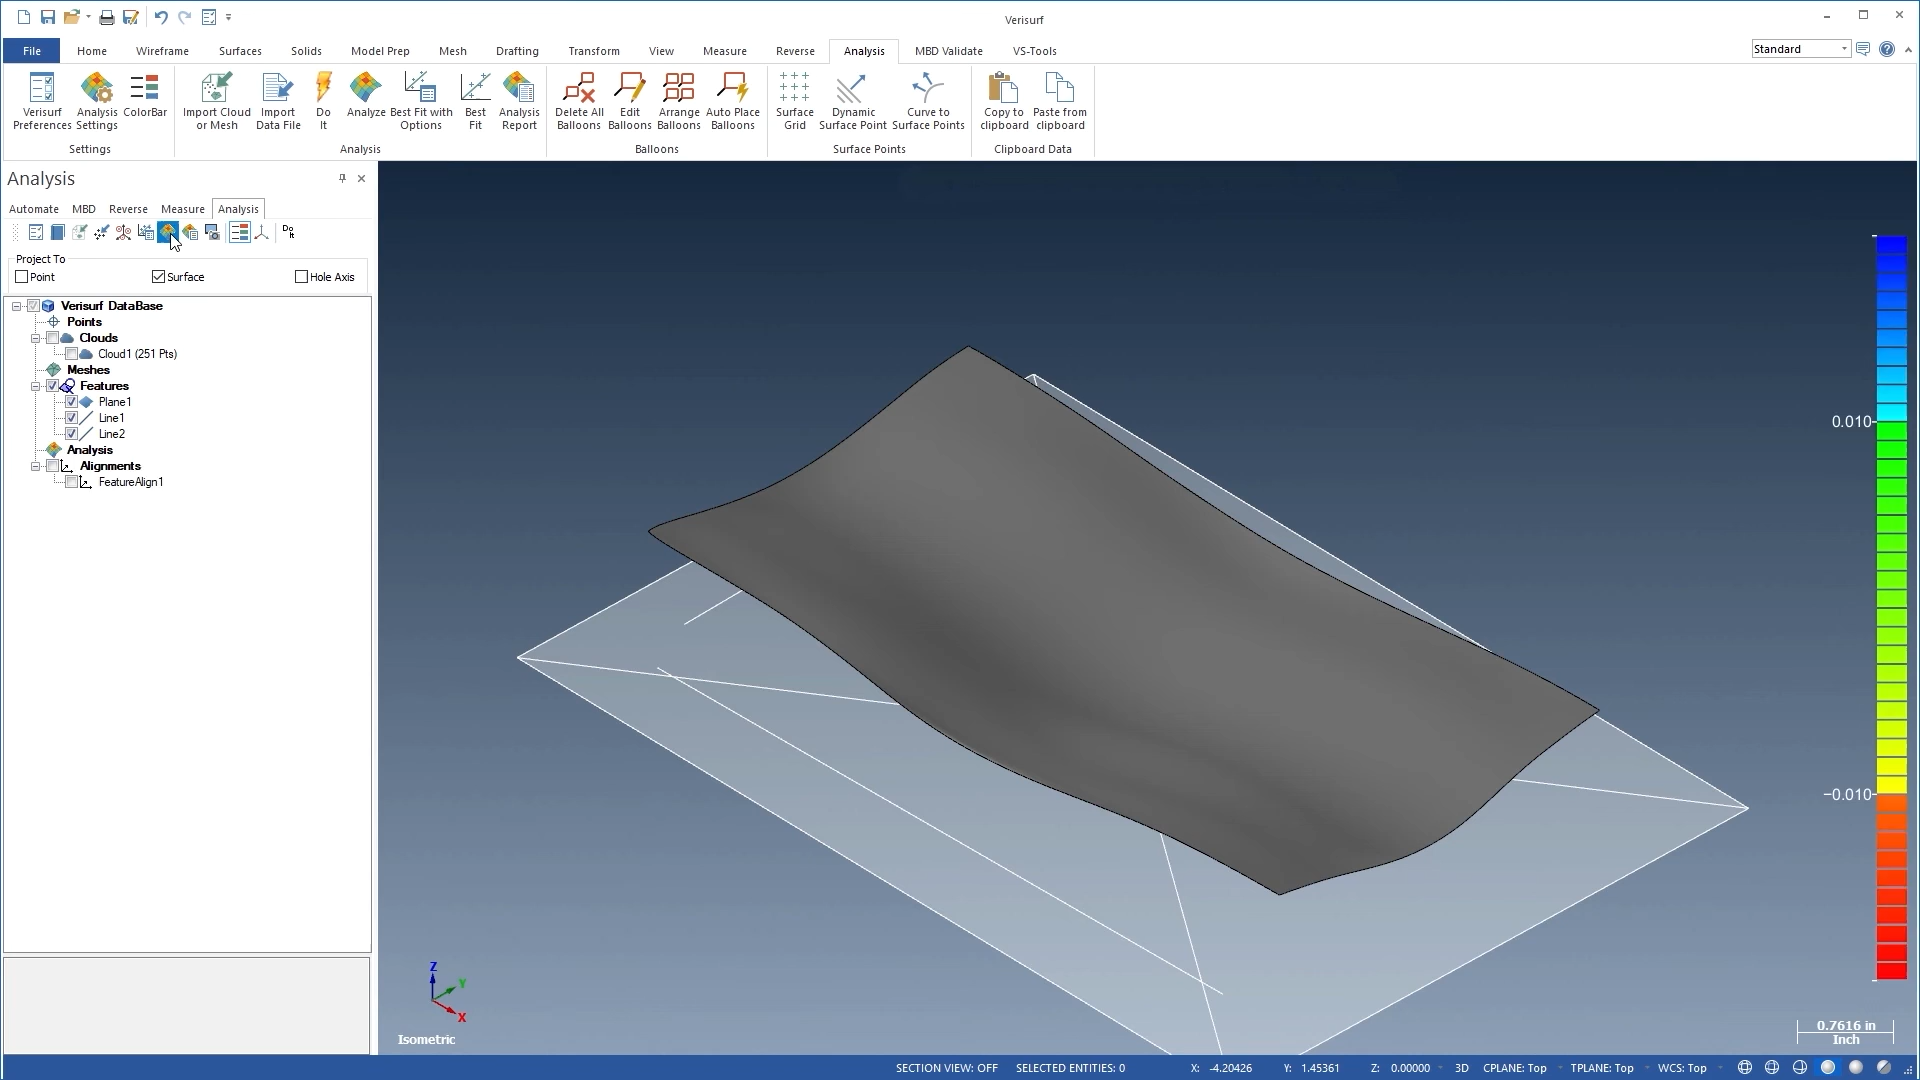 Verisurf
File Home Wireframe Surfaces Solids Model Prep Mesh Drafting Transform View Measure Reverse Analysis MBD Validate VS-Tools Standard
Verisurf Preferences Analysis Settings ColorBar Import Cloud or Mesh Import Data File Do It Analyze Best Fit with Options Best Fit Analysis Report Delete All Balloons Edit Balloons Arrange Balloons Auto Place Balloons Surface Grid Dynamic Surface Point Curve to Surface Points Copy to clipboard Paste from clipboard
Settings Analysis Balloons Surface Points Clipboard Data
Analysis
Automate MBD Reverse Measure Analysis
Do It
Project To
Point Surface Hole Axis
Verisurf DataBase
Points
Clouds
Cloud1 (251 Pts)
Meshes
Features
Plane1
Line1
Line2
Analysis
Alignments
FeatureAlign1
0.010
−0.010
Z
Y
X
Isometric
0.7616 in
Inch
SECTION VIEW: OFF SELECTED ENTITIES: 0 X: -4.20426 Y: 1.45361 Z: 0.00000 3D CPLANE: Top TPLANE: Top WCS: Top